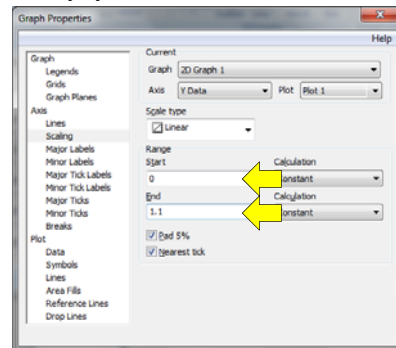 Graph Properties
Help
Graph
Legends
Grids
Graph Planes
Axis
Lines
Scaling
Major Labels
Minor Labels
Major Tick Labels
Minor Tick Labels
Major Ticks
Minor Ticks
Breaks
Plot
Data
Symbols
Lines
Area Fills
Reference Lines
Drop Lines
Current
Graph 2D Graph 1
Axis Y Data Plot Plot 1
Scale type
Linear
Range
Start Calculation
0
End Calculation
1.1
Pad 5%
Nearest tick